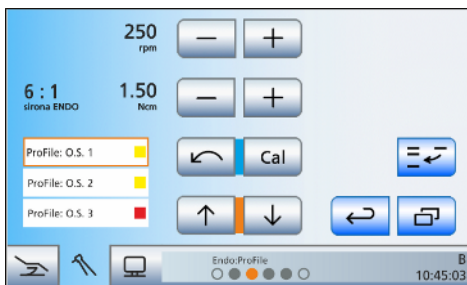 250
rpm
6 : 1
sirona ENDO
1.50
Ncm
ProFile: O.S. 1
Cal
ProFile: O.S. 2
ProFile: O.S. 3
Endo:ProFile
B
10:45:03